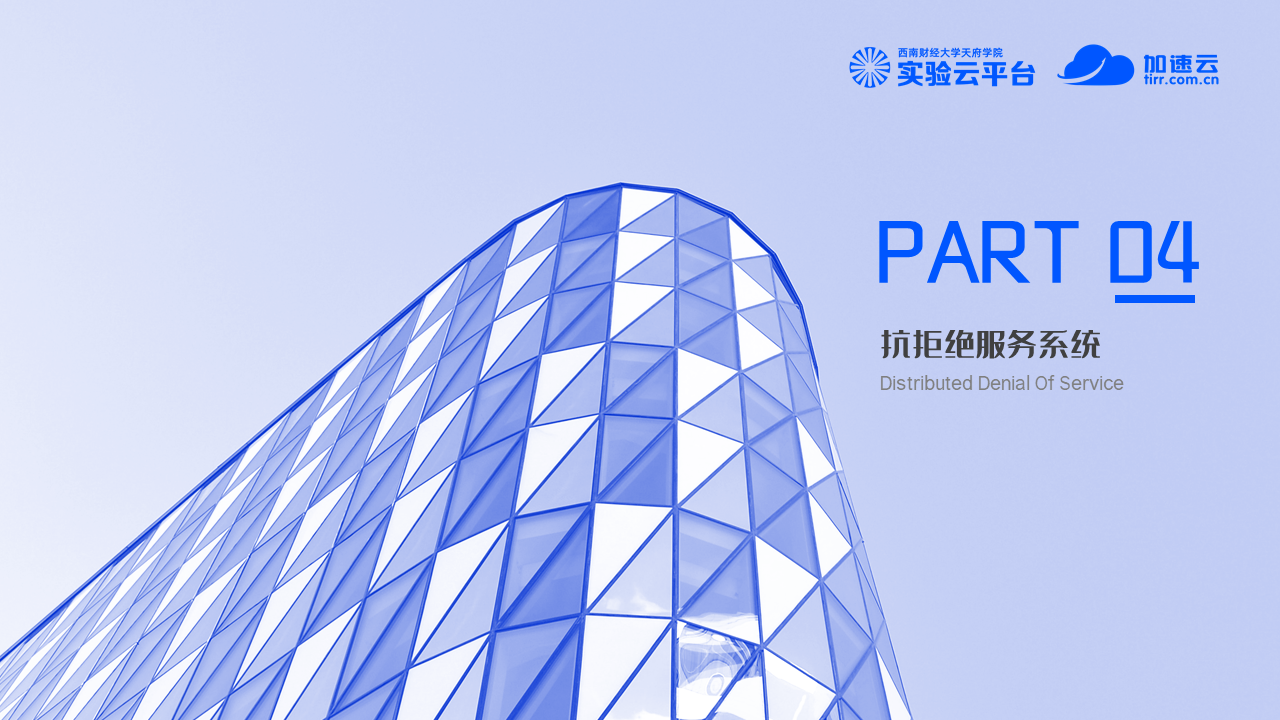 西南财经大学天府学院
实验云平台
加速云
tirr.com.cn
PART 04
抗拒绝服务系统
Distributed Denial Of Service